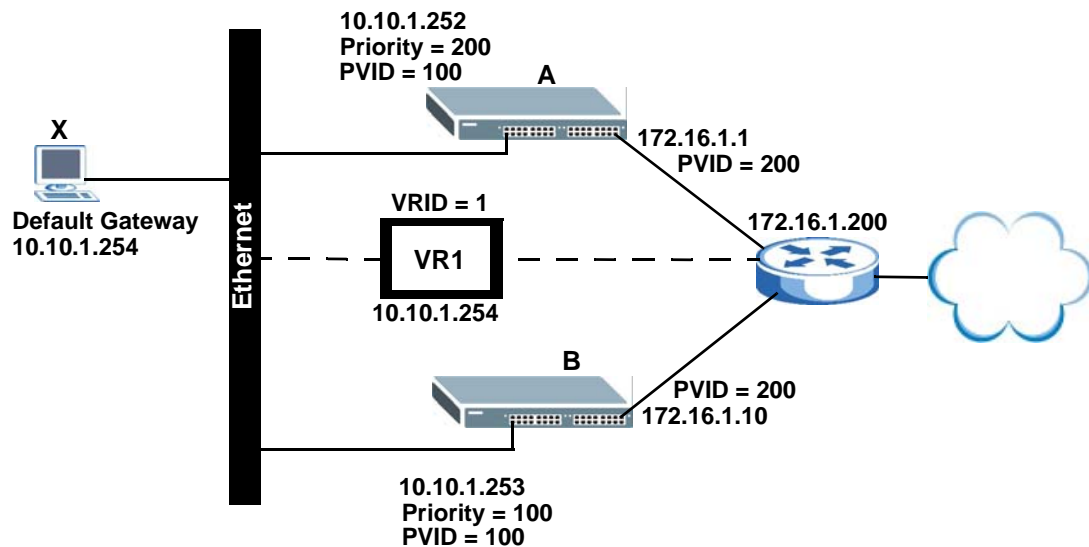 10.10.1.252
Priority = 200
PVID = 100
A
X
172.16.1.1
PVID = 200
Default Gateway
10.10.1.254
Ethernet
VRID = 1
VR1
10.10.1.254
172.16.1.200
B
PVID = 200
172.16.1.10
10.10.1.253
Priority = 100
PVID = 100